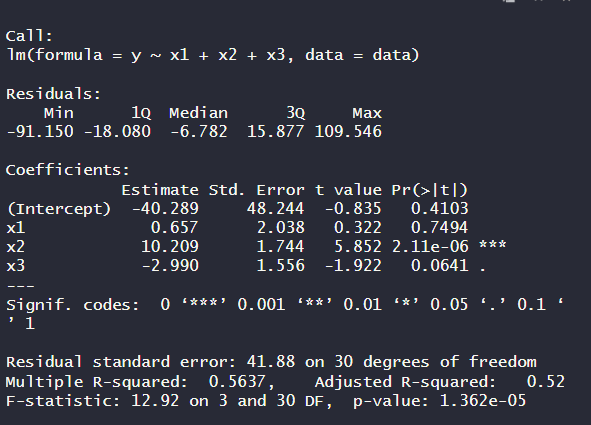 Call:
lm(formula = y ~ x1 + x2 + x3, data = data)
Residuals:
Min 1Q Median 3Q Max
-91.150 -18.080 -6.782 15.877 109.546
Coefficients:
Estimate Std. Error t value Pr(>|t|)
(Intercept) -40.289 48.244 -0.835 0.4103
x1 0.657 2.038 0.322 0.7494
x2 10.209 1.744 5.852 2.11e-06 ***
x3 -2.990 1.556 -1.922 0.0641 .
---
Signif. codes: 0 ‘***’ 0.001 ‘**’ 0.01 ‘*’ 0.05 ‘.’ 0.1 ‘
’ 1
Residual standard error: 41.88 on 30 degrees of freedom
Multiple R-squared: 0.5637, Adjusted R-squared: 0.52
F-statistic: 12.92 on 3 and 30 DF, p-value: 1.362e-05